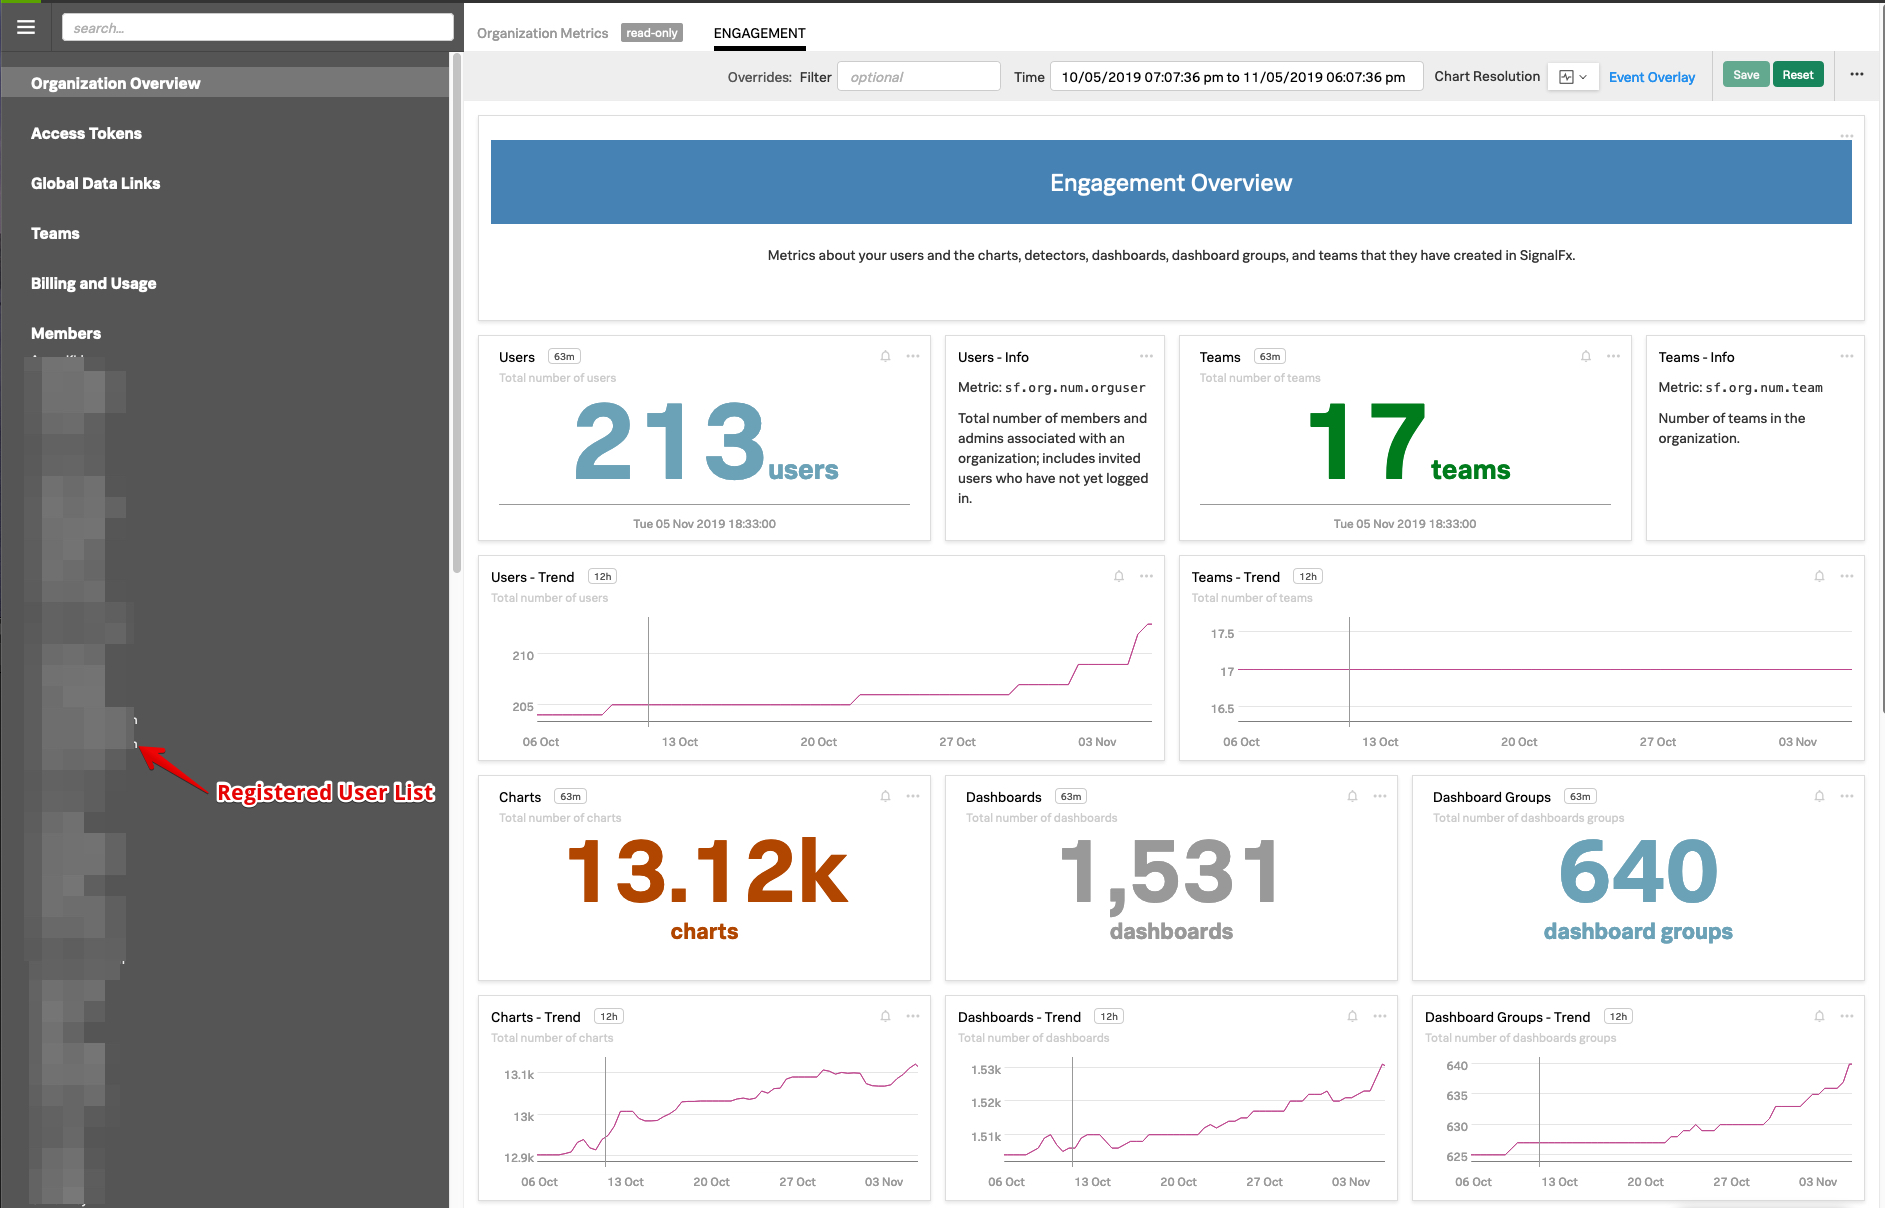 search...
Organization Overview
Access Tokens
Global Data Links
Teams
Billing and Usage
Members
Registered User List
Organization Metrics read-only ENGAGEMENT
Overrides: Filter optional Time 10/05/2019 07:07:36 pm to 11/05/2019 06:07:36 pm Chart Resolution Event Overlay Save Reset
Engagement Overview
Metrics about your users and the charts, detectors, dashboards, dashboard groups, and teams that they have created in SignalFx.
Users 63m
Total number of users
213 users
Tue 05 Nov 2019 18:33:00
Users - Info
Metric: sf.org.num.orguser
Total number of members and
admins associated with an
organization; includes invited
users who have not yet logged
in.
Teams 63m
Total number of teams
17 teams
Tue 05 Nov 2019 18:33:00
Teams - Info
Metric: sf.org.num.team
Number of teams in the
organization.
Users - Trend 12h
Total number of users
210
205
06 Oct 13 Oct 20 Oct 27 Oct 03 Nov
Teams - Trend 12h
Total number of teams
17.5
17
16.5
06 Oct 13 Oct 20 Oct 27 Oct 03 Nov
Charts 63m
Total number of charts
13.12k
charts
Dashboards 63m
Total number of dashboards
1,531
dashboards
Dashboard Groups 63m
Total number of dashboards groups
640
dashboard groups
Charts - Trend 12h
Total number of charts
13.1k
13k
12.9k
06 Oct 13 Oct 20 Oct 27 Oct 03 Nov
Dashboards - Trend 12h
Total number of dashboards
1.53k
1.52k
1.51k
06 Oct 13 Oct 20 Oct 27 Oct 03 Nov
Dashboard Groups - Trend 12h
Total number of dashboards groups
640
635
630
625
06 Oct 13 Oct 20 Oct 27 Oct 03 Nov